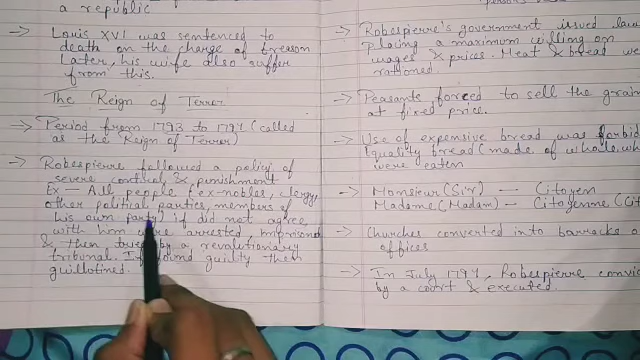 a republic
-> Louis XVI was sentenced to
death on the charge of treason
Later, his wife also suffer
from this.
The Reign of Terror
-> Period from 1793 to 1794 (called
as the Reign of Terror)
-> Robespierre followed a policy of
severe control & punishment
Ex - All people (ex-nobles, clergy,
other political parties, members of
his own party) if did not agree
with him were arrested, imprison
& then tried by a revolutionary
tribunal. If found guilty then
guillotined.
-> Robespierre's government issued laws
placing a maximum ceiling on
wages & prices. Meat & bread we
rationed.
-> Peasants forced to sell the grain
at fixed price.
-> Use of expensive bread was forbid
equality bread (made of whole wh
were eaten
-> Monsieur (Sir) — Citoyen
Madame (Madam) — Citoyenne (Cit
-> Churches converted into barracks o
offices
-> In July 1794, Robespierre convic
by a court & executed.